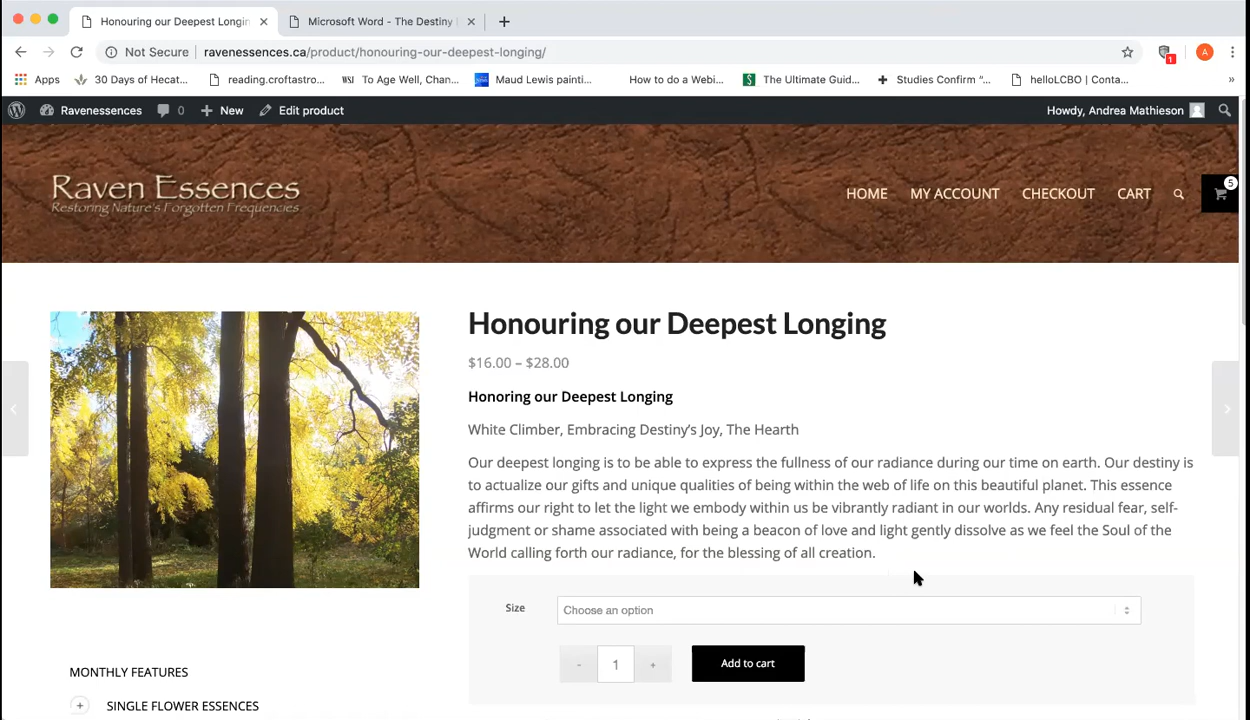 Honouring our Deepest Longin
Microsoft Word - The Destiny
Not Secure
ravenessences.ca/product/honouring-our-deepest-longing/
1
A
Apps
30 Days of Hecat...
reading.croftastro...
WSJ
To Age Well, Chan...
Maud Lewis painti...
How to do a Webi...
S
The Ultimate Guid...
Studies Confirm “...
helloLCBO | Conta...
»
Ravenessences
0
New
Edit product
Howdy, Andrea Mathieson
Raven Essences
Restoring Nature's Forgotten Frequencies
HOME
MY ACCOUNT
CHECKOUT
CART
5
Honouring our Deepest Longing
$16.00 – $28.00
Honoring our Deepest Longing
White Climber, Embracing Destiny’s Joy, The Hearth
Our deepest longing is to be able to express the fullness of our radiance during our time on earth. Our destiny is
to actualize our gifts and unique qualities of being within the web of life on this beautiful planet. This essence
affirms our right to let the light we embody within us be vibrantly radiant in our worlds. Any residual fear, self-
judgment or shame associated with being a beacon of love and light gently dissolve as we feel the Soul of the
World calling forth our radiance, for the blessing of all creation.
Size
Choose an option
- 1 +
Add to cart
MONTHLY FEATURES
+ SINGLE FLOWER ESSENCES